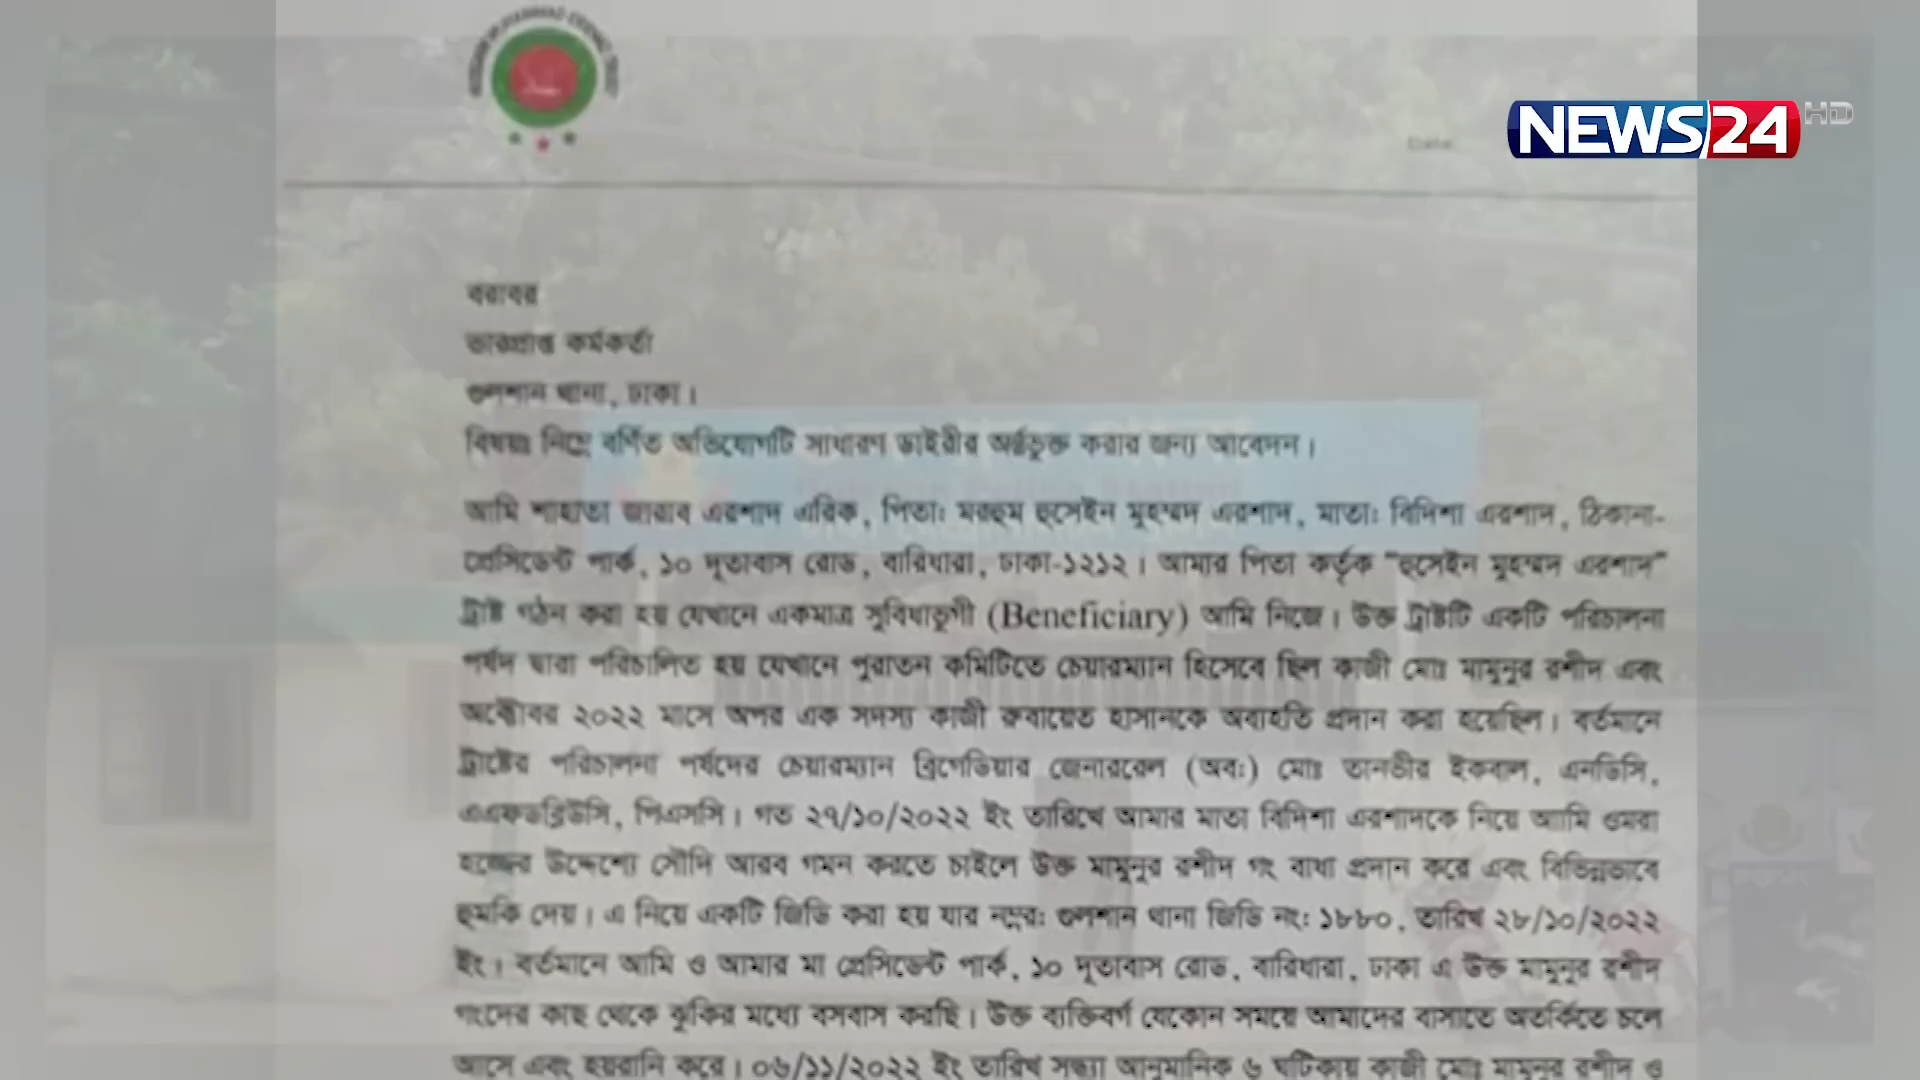 NEWS24 HD
Date:
বরাবর
ভারপ্রাপ্ত কর্মকর্তা
গুলশান থানা, ঢাকা।
বিষয়ঃ নিম্নে বর্ণিত অভিযোগটি সাধারণ ডাইরীর অর্ন্তভুক্ত করার জন্য আবেদন।
আমি শাহাতা জারাব এরশাদ এরিক, পিতাঃ মরহুম হুসেইন মুহম্মদ এরশাদ, মাতাঃ বিদিশা এরশাদ, ঠিকানা-
প্রেসিডেন্ট পার্ক, ১০ দূতাবাস রোড, বারিধারা, ঢাকা-১২১২। আমার পিতা কর্তৃক "হুসেইন মুহম্মদ এরশাদ"
ট্রাষ্ট গঠন করা হয় যেখানে একমাত্র সুবিধাভূগী (Beneficiary) আমি নিজে। উক্ত ট্রাষ্টটি একটি পরিচালনা
পর্ষদ দ্বারা পরিচালিত হয় যেখানে পুরাতন কমিটিতে চেয়ারম্যান হিসেবে ছিল কাজী মোঃ মামুনুর রশীদ এবং
অক্টোবর ২০২২ মাসে অপর এক সদস্য কাজী রুবায়েত হাসানকে অব্যহতি প্রদান করা হয়েছিল। বর্তমানে
ট্রাষ্টের পরিচালনা পর্ষদের চেয়ারম্যান ব্রিগেডিয়ার জেনাররেল (অবঃ) মোঃ তানভীর ইকবাল, এনডিসি,
এএফডব্লিউসি, পিএসসি। গত ২৭/১০/২০২২ ইং তারিখে আমার মাতা বিদিশা এরশাদকে নিয়ে আমি ওমরা
হজ্জের উদ্দেশ্যে সৌদি আরব গমন করতে চাইলে উক্ত মামুনুর রশীদ গং বাধা প্রদান করে এবং বিভিন্নভাবে
হুমকি দেয়। এ নিয়ে একটি জিডি করা হয় যার নম্বর: গুলশান থানা জিডি নং: ১৮৮০, তারিখ ২৮/১০/২০২২
ইং। বর্তমানে আমি ও আমার মা প্রেসিডেন্ট পার্ক, ১০ দূতাবাস রোড, বারিধারা, ঢাকা এ উক্ত মামুনুর রশীদ
গংদের কাছ থেকে ঝুকির মধ্যে বসবাস করছি। উক্ত ব্যক্তিবর্গ যেকোন সময়ে আমাদের বাসাতে অতর্কিতে চলে
আসে এবং হয়রানি করে। ০৬/১১/২০২২ ইং তারিখ সন্ধ্যা আনুমানিক ৬ ঘটিকায় কাজী মোঃ মামুনুর রশীদ ও